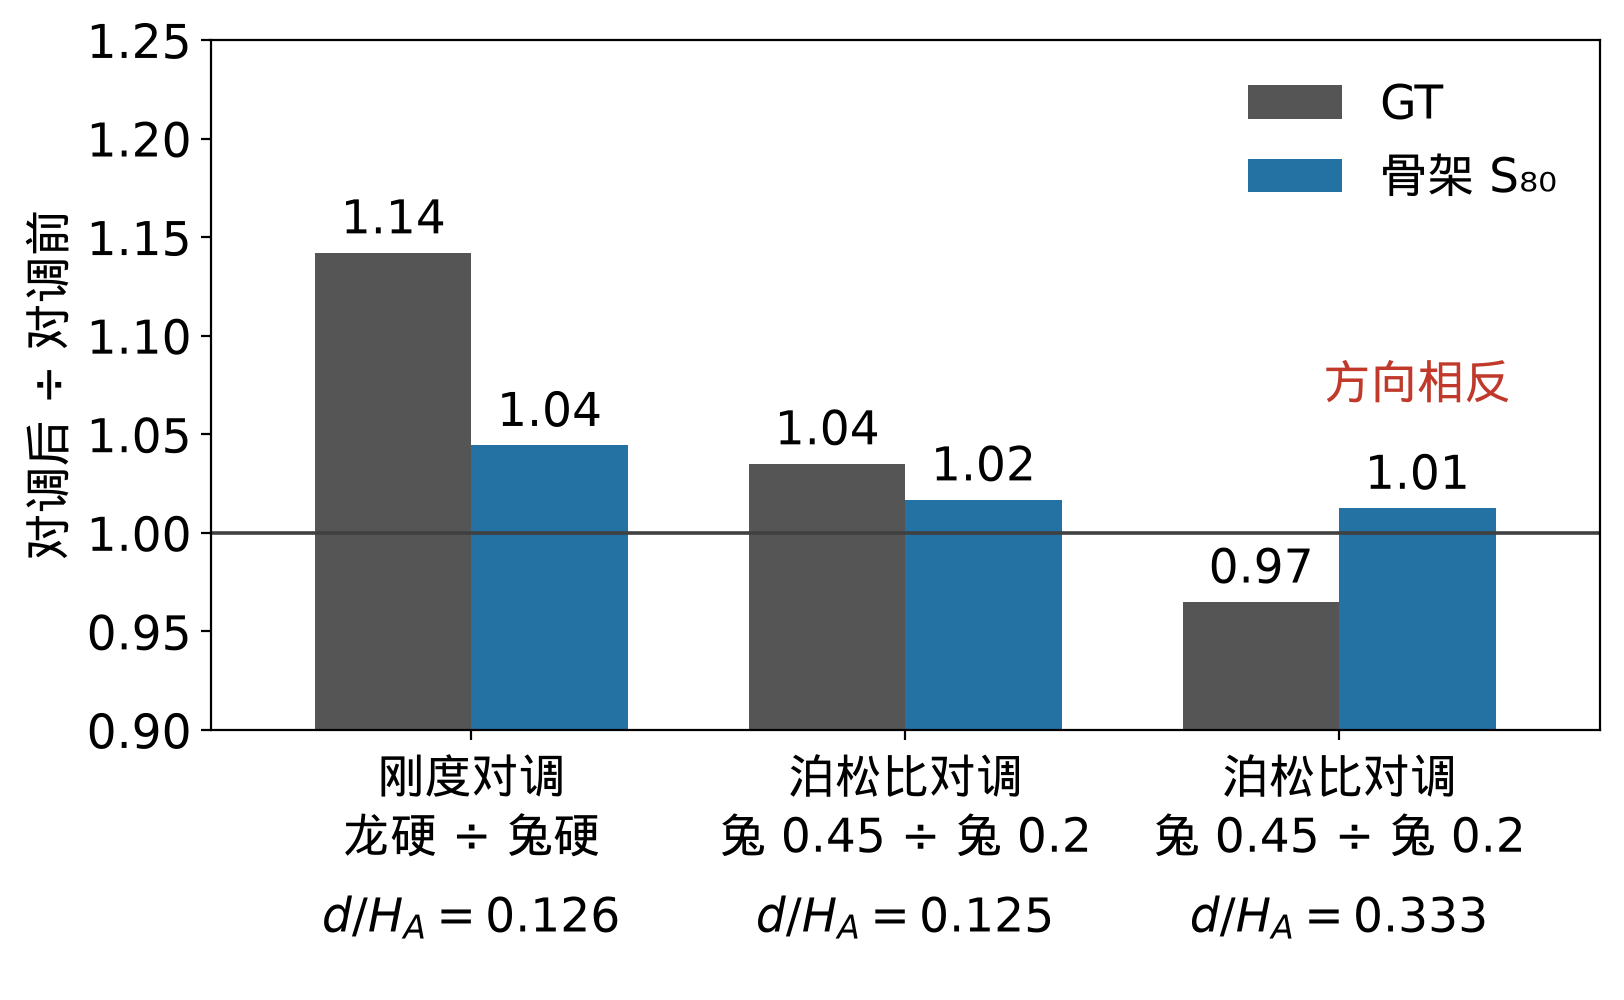 对调后 ÷ 对调前
1.25
1.20
1.15
1.10
1.05
1.00
0.95
0.90
GT
骨架 S₈₀
1.14
1.04
1.04
1.02
方向相反
0.97
1.01
刚度对调
龙硬 ÷ 兔硬
d/H_A = 0.126
泊松比对调
兔 0.45 ÷ 兔 0.2
d/H_A = 0.125
泊松比对调
兔 0.45 ÷ 兔 0.2
d/H_A = 0.333